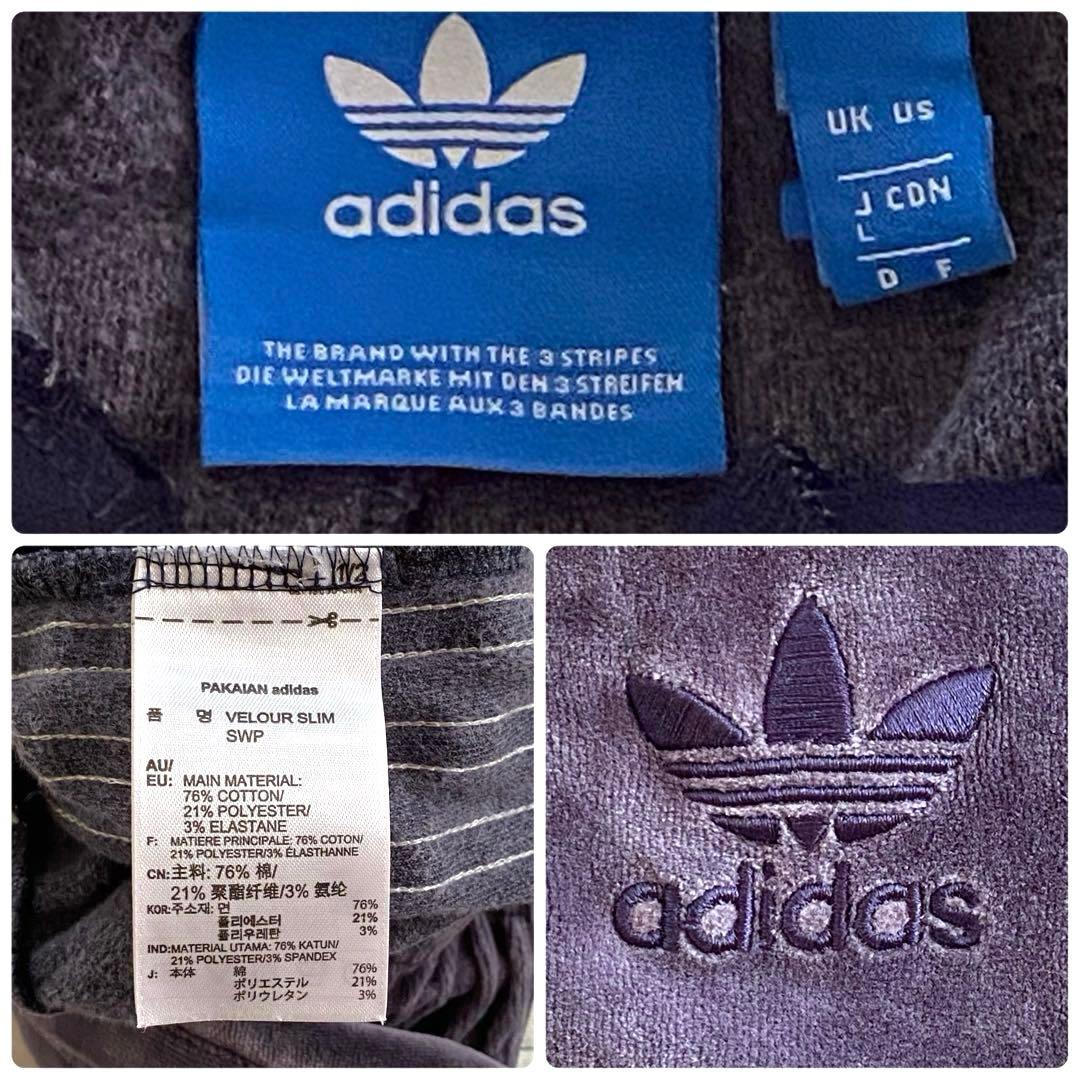 adidas
THE BRAND WITH THE 3 STRIPES
DIE WELTMARKE MIT DEN 3 STREIFEN
LA MARQUE AUX 3 BANDES
UK US
J CDN
L
D F
1/2
PAKAIAN adidas
품 명 VELOUR SLIM
SWP
AU/
EU: MAIN MATERIAL:
76% COTTON/
21% POLYESTER/
3% ELASTANE
F: MATIERE PRINCIPALE: 76% COTON/
21% POLYESTER/3% ÉLASTHANNE
CN:主料: 76% 棉/
21% 聚酯纤维/3% 氨纶
KOR:주소재: 면 76%
폴리에스터 21%
폴리우레탄 3%
IND:MATERIAL UTAMA: 76% KATUN/
21% POLYESTER/3% SPANDEX
J: 本体 綿 76%
ポリエステル 21%
ポリウレタン 3%
adidas